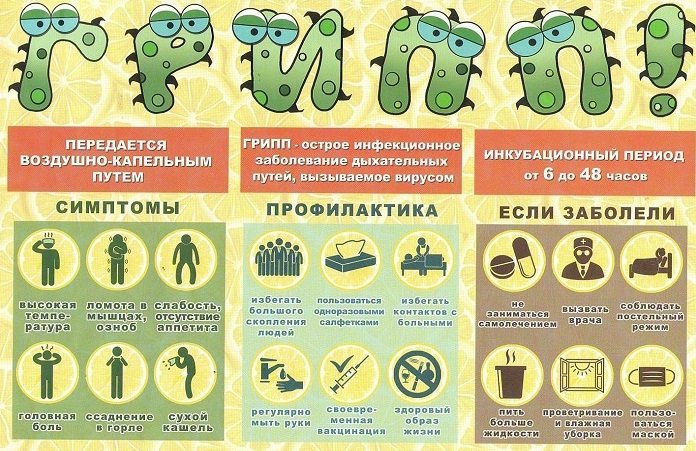 ГРИПП!
ПЕРЕДАЕТСЯ
ВОЗДУШНО-КАПЕЛЬНЫМ
ПУТЕМ
ГРИПП - острое инфекционное
заболевание дыхательных
путей, вызываемое вирусом
ИНКУБАЦИОННЫЙ ПЕРИОД
от 6 до 48 часов
СИМПТОМЫ
высокая
темпе-
ратура
ломота в
мышцах,
озноб
слабость,
отсутствие
аппетита
головная
боль
ссаднение
в горле
сухой
кашель
ПРОФИЛАКТИКА
избегать
большого
скопления
людей
пользоваться
одноразовыми
салфетками
избегать
контактов с
больными
регулярно
мыть руки
своевре-
менная
вакцинация
здоровый
образ
жизни
ЕСЛИ ЗАБОЛЕЛИ
не
заниматься
самолечением
вызвать
врача
соблюдать
постельный
режим
пить
больше
жидкости
проветривание
и влажная
уборка
пользо-
ваться
маской